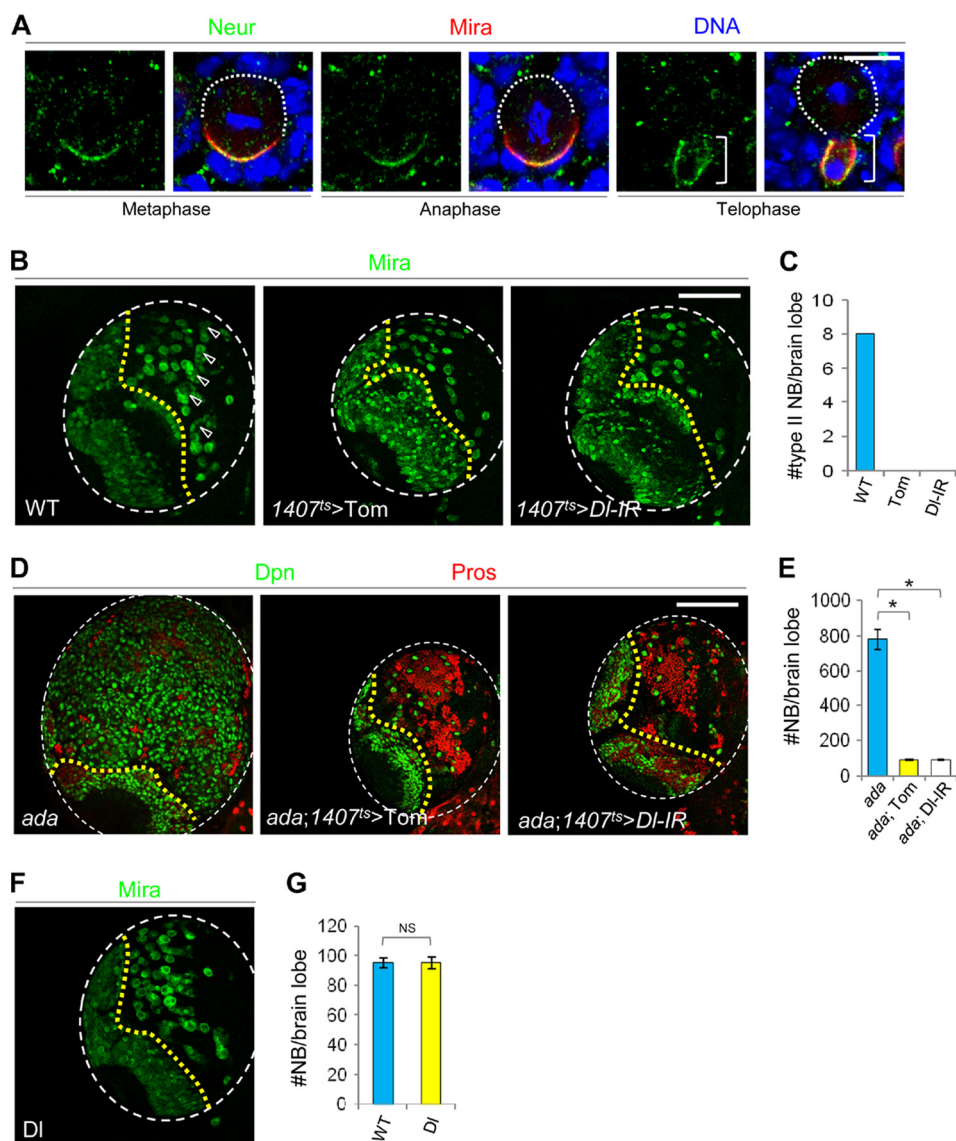 A
Neur Mira DNA
Metaphase Anaphase Telophase
B
Mira
WT
1407ts>Tom
1407ts>Dl-IR
C
#type II NB/brain lobe
10
8
6
4
2
0
WT
Tom
Dl-IR
D
Dpn Pros
ada
ada;1407ts>Tom
ada;1407ts>Dl-IR
E
#NB/brain lobe
1000
800
600
400
200
0
* 
*
ada
ada; Tom
ada; Dl-IR
F
Mira
Dl
G
#NB/brain lobe
120
100
80
60
40
20
0
NS
WT
Dl